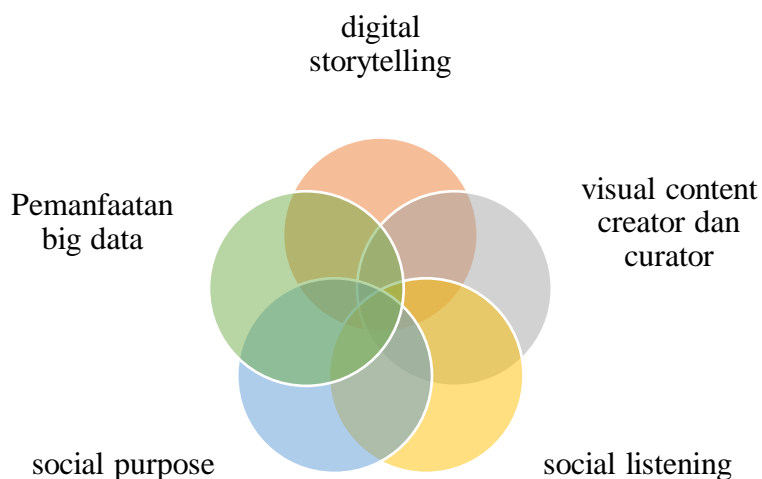 digital
storytelling
Pemanfaatan
big data
visual content
creator dan
curator
social purpose
social listening